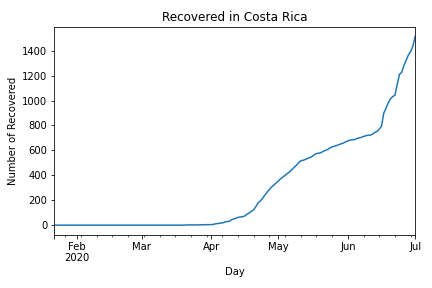 Recovered in Costa Rica
Number of Recovered
1400
1200
1000
800
600
400
200
0
Feb
2020
Mar
Apr
May
Jun
Jul
Day